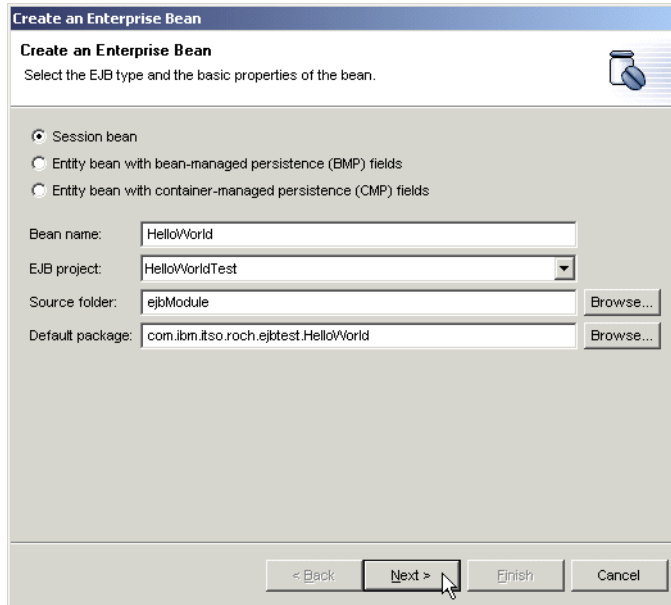 Create an Enterprise Bean
Create an Enterprise Bean
Select the EJB type and the basic properties of the bean.
Session bean
Entity bean with bean-managed persistence (BMP) fields
Entity bean with container-managed persistence (CMP) fields
Bean name: HelloWorld
EJB project: HelloWorldTest
Source folder: ejbModule Browse...
Default package: com.ibm.itso.roch.ejbtest.HelloWorld Browse...
< Back Next > Finish Cancel